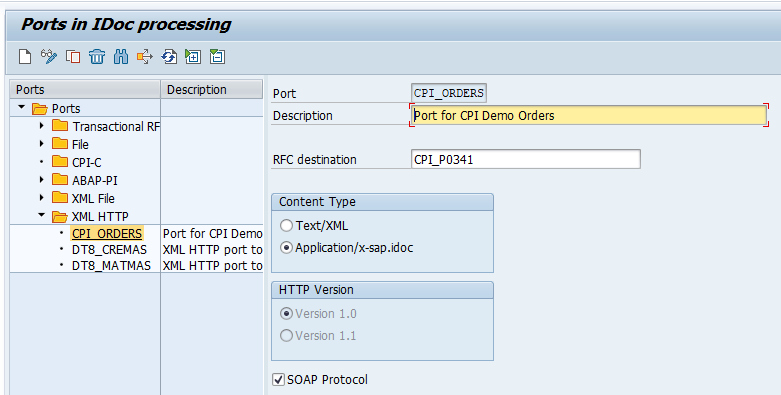 Ports in IDoc processing
Ports Description
Ports
Transactional RF
File
CPI-C
ABAP-PI
XML File
XML HTTP
CPI_ORDERS Port for CPI Demo
DT8_CREMAS XML HTTP port to
DT8_MATMAS XML HTTP port to
Port CPI_ORDERS
Description Port for CPI Demo Orders
RFC destination CPI_P0341
Content Type
Text/XML
Application/x-sap.idoc
HTTP Version
Version 1.0
Version 1.1
SOAP Protocol